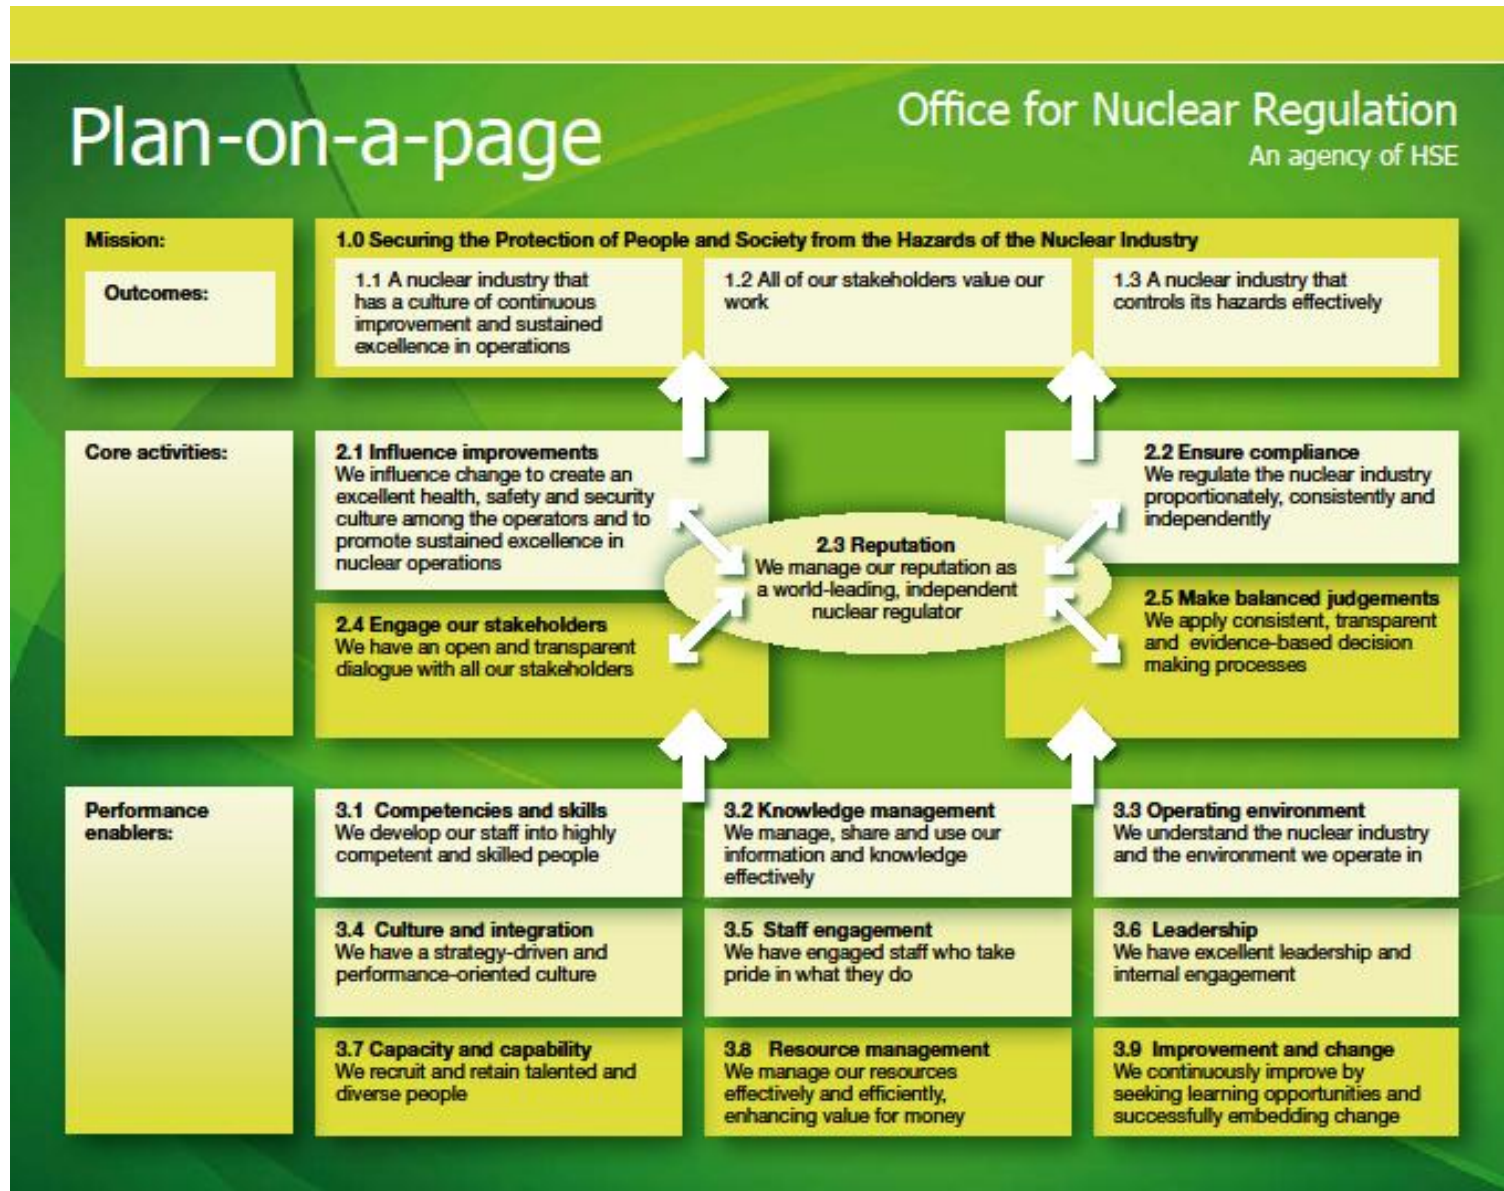 Plan-on-a-page
Office for Nuclear Regulation
An agency of HSE
Mission:
Outcomes:
1.0 Securing the Protection of People and Society from the Hazards of the Nuclear Industry
1.1 A nuclear industry that
has a culture of continuous
improvement and sustained
excellence in operations
1.2 All of our stakeholders value our
work
1.3 A nuclear industry that
controls its hazards effectively
Core activities:
2.1 Influence improvements
We influence change to create an
excellent health, safety and security
culture among the operators and to
promote sustained excellence in
nuclear operations
2.2 Ensure compliance
We regulate the nuclear industry
proportionately, consistently and
independently
2.3 Reputation
We manage our reputation as
a world-leading, independent
nuclear regulator
2.4 Engage our stakeholders
We have an open and transparent
dialogue with all our stakeholders
2.5 Make balanced judgements
We apply consistent, transparent
and evidence-based decision
making processes
Performance
enablers:
3.1 Competencies and skills
We develop our staff into highly
competent and skilled people
3.2 Knowledge management
We manage, share and use our
information and knowledge
effectively
3.3 Operating environment
We understand the nuclear industry
and the environment we operate in
3.4 Culture and integration
We have a strategy-driven and
performance-oriented culture
3.5 Staff engagement
We have engaged staff who take
pride in what they do
3.6 Leadership
We have excellent leadership and
internal engagement
3.7 Capacity and capability
We recruit and retain talented and
diverse people
3.8 Resource management
We manage our resources
effectively and efficiently,
enhancing value for money
3.9 Improvement and change
We continuously improve by
seeking learning opportunities and
successfully embedding change